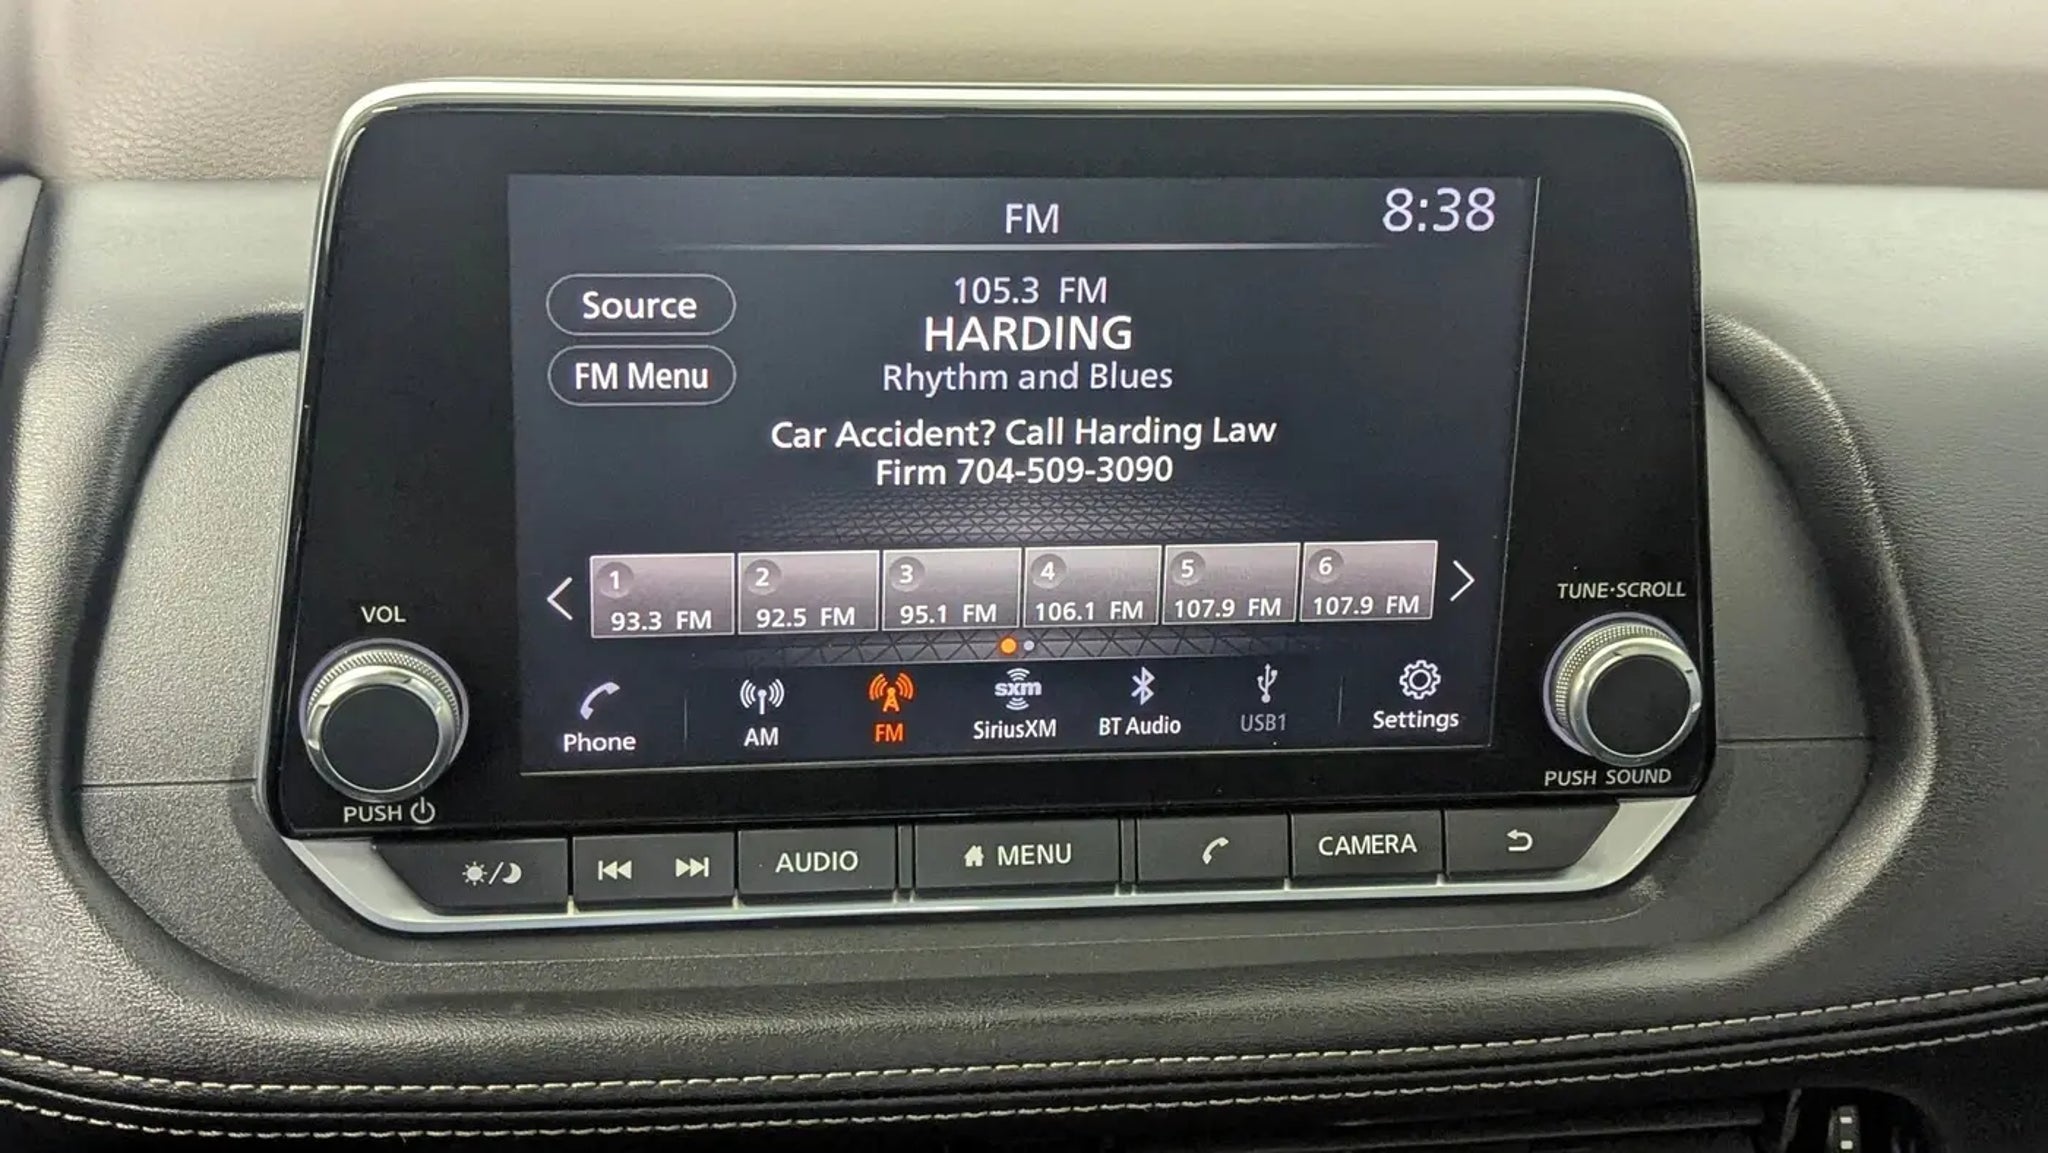 FM
8:38
Source
105.3 FM
HARDING
FM Menu
Rhythm and Blues
Car Accident? Call Harding Law
Firm 704-509-3090
1
2
3
4
5
6
93.3 FM
92.5 FM
95.1 FM
106.1 FM
107.9 FM
107.9 FM
VOL
TUNE·SCROLL
sxm
Phone
AM
FM
SiriusXM
BT Audio
USB1
Settings
PUSH
PUSH SOUND
AUDIO
MENU
CAMERA